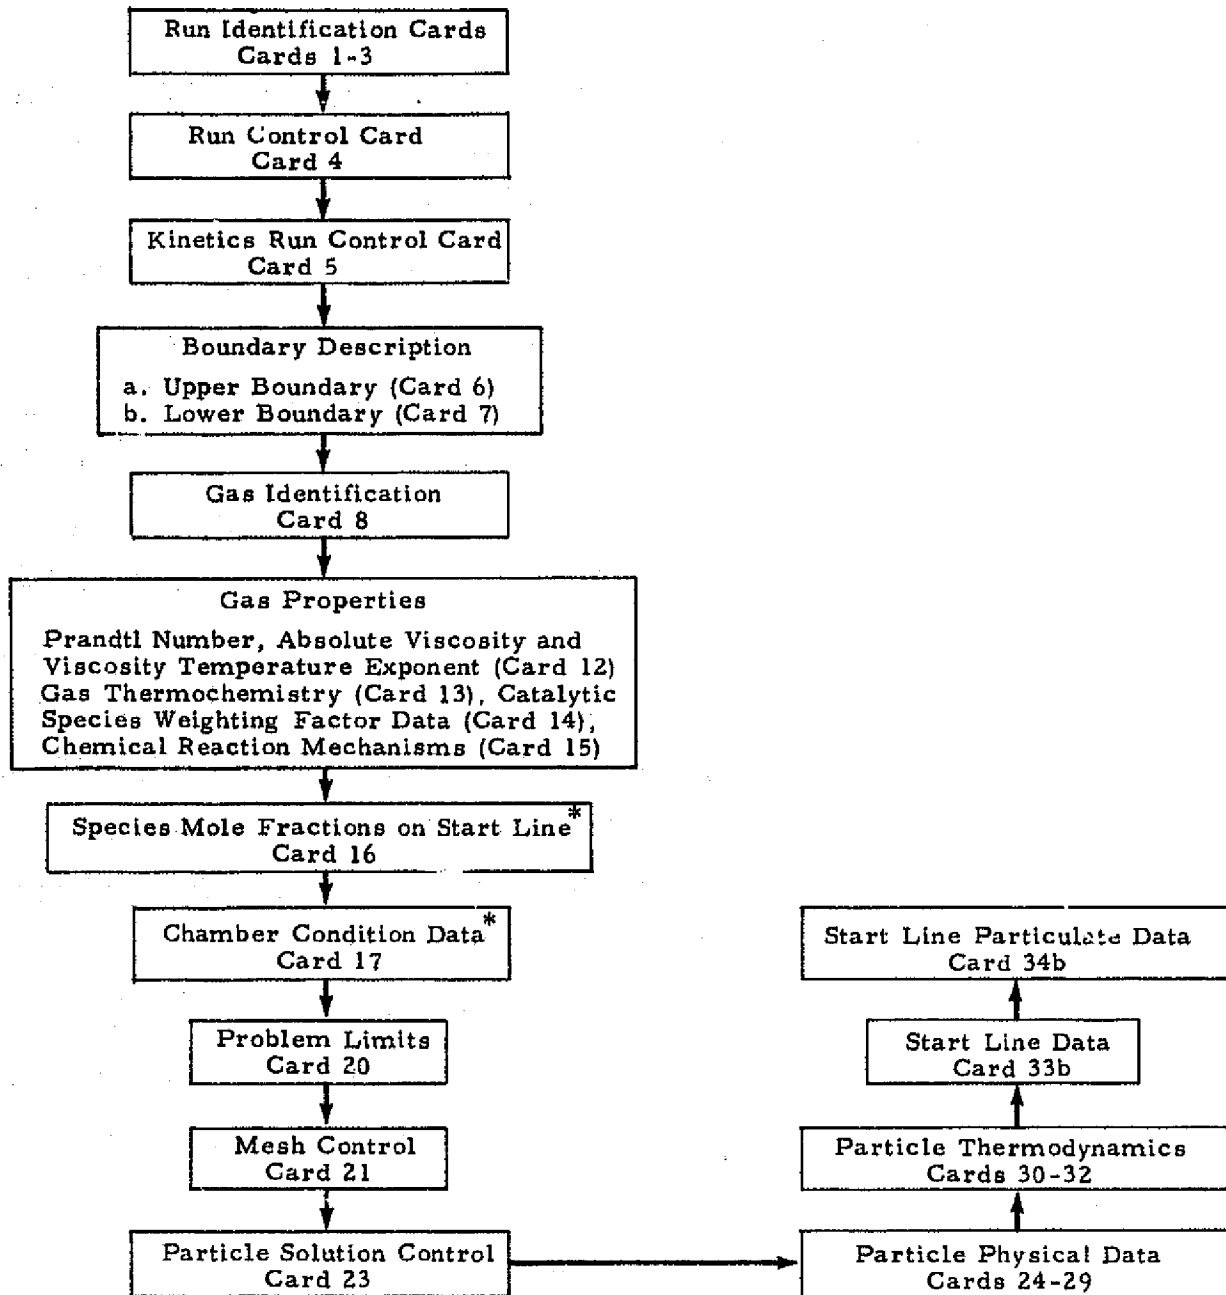 Run Identification Cards
Cards 1-3
Run Control Card
Card 4
Kinetics Run Control Card
Card 5
Boundary Description
a. Upper Boundary (Card 6)
b. Lower Boundary (Card 7)
Gas Identification
Card 8
Gas Properties
Prandtl Number, Absolute Viscosity and
Viscosity Temperature Exponent (Card 12)
Gas Thermochemistry (Card 13), Catalytic
Species Weighting Factor Data (Card 14),
Chemical Reaction Mechanisms (Card 15)
Species Mole Fractions on Start Line*
Card 16
Chamber Condition Data*
Card 17
Problem Limits
Card 20
Mesh Control
Card 21
Particle Solution Control
Card 23
Particle Physical Data
Cards 24-29
Particle Thermodynamics
Cards 30-32
Start Line Data
Card 33b
Start Line Particulate Data
Card 34b